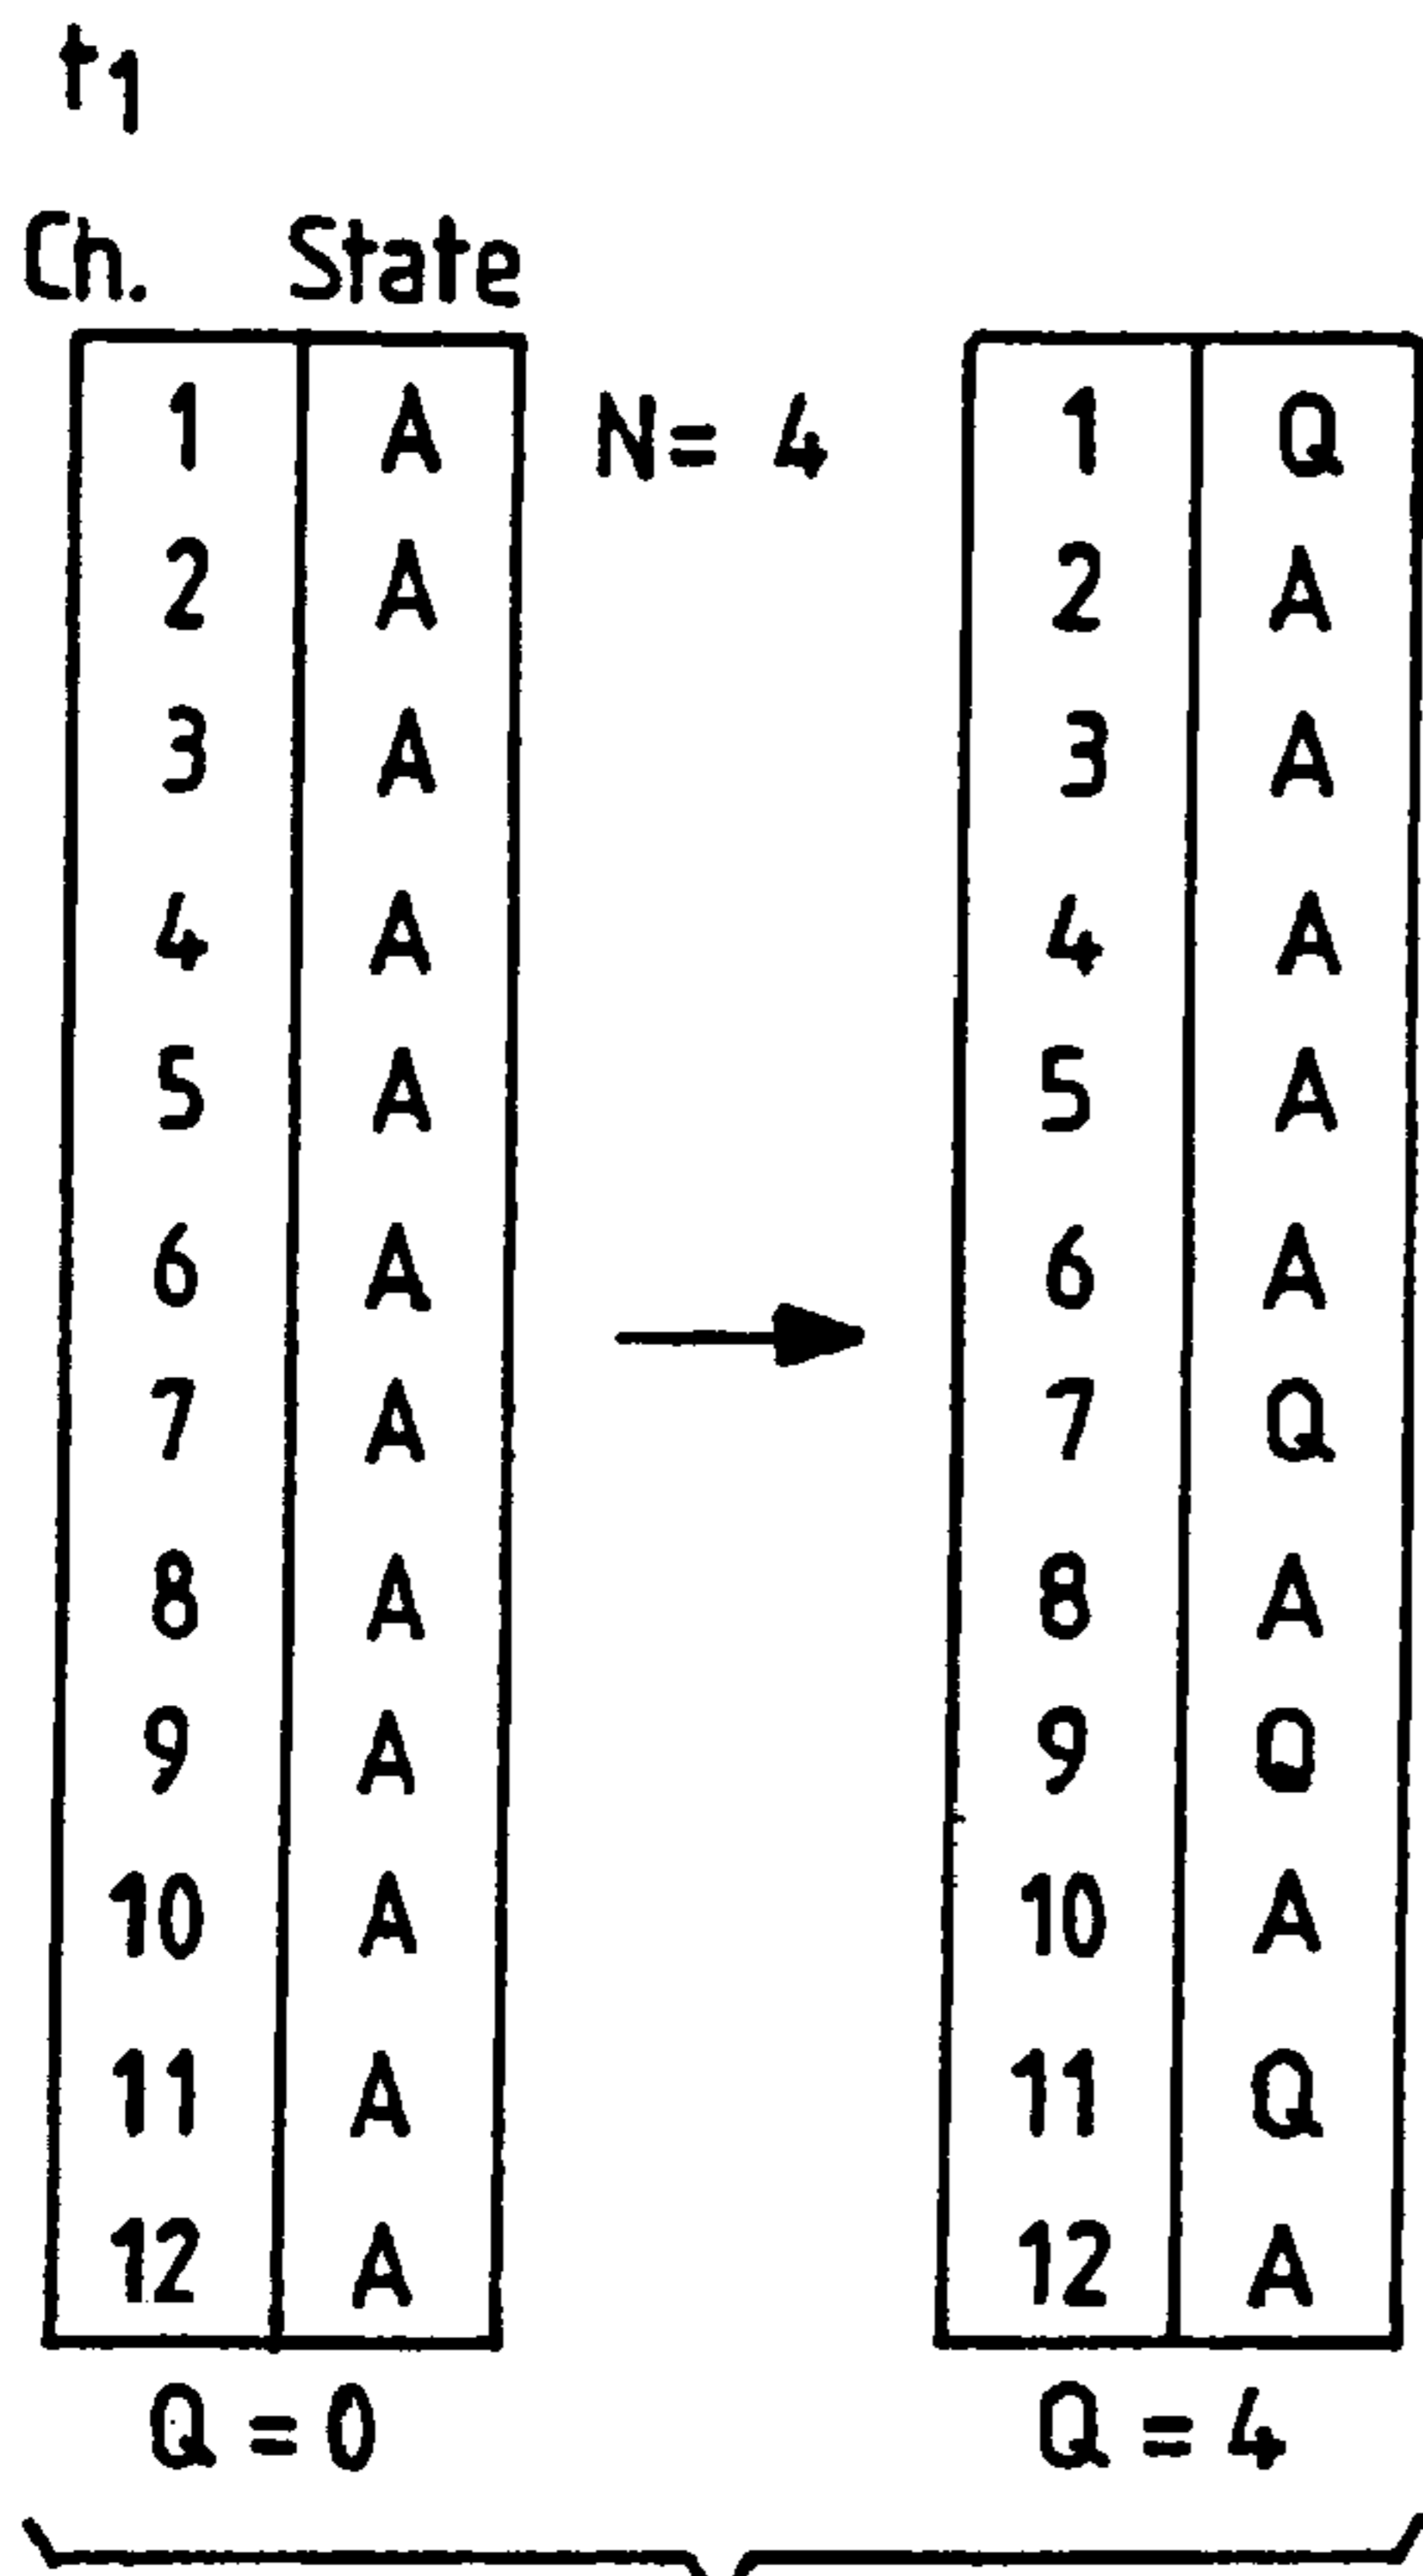 t1
Ch. State
1 A N= 4 1 Q
2 A 2 A
3 A 3 A
4 A 4 A
5 A 5 A
6 A 6 A
7 A 7 Q
8 A 8 A
9 A 9 Q
10 A 10 A
11 A 11 Q
12 A 12 A
Q = 0 Q = 4